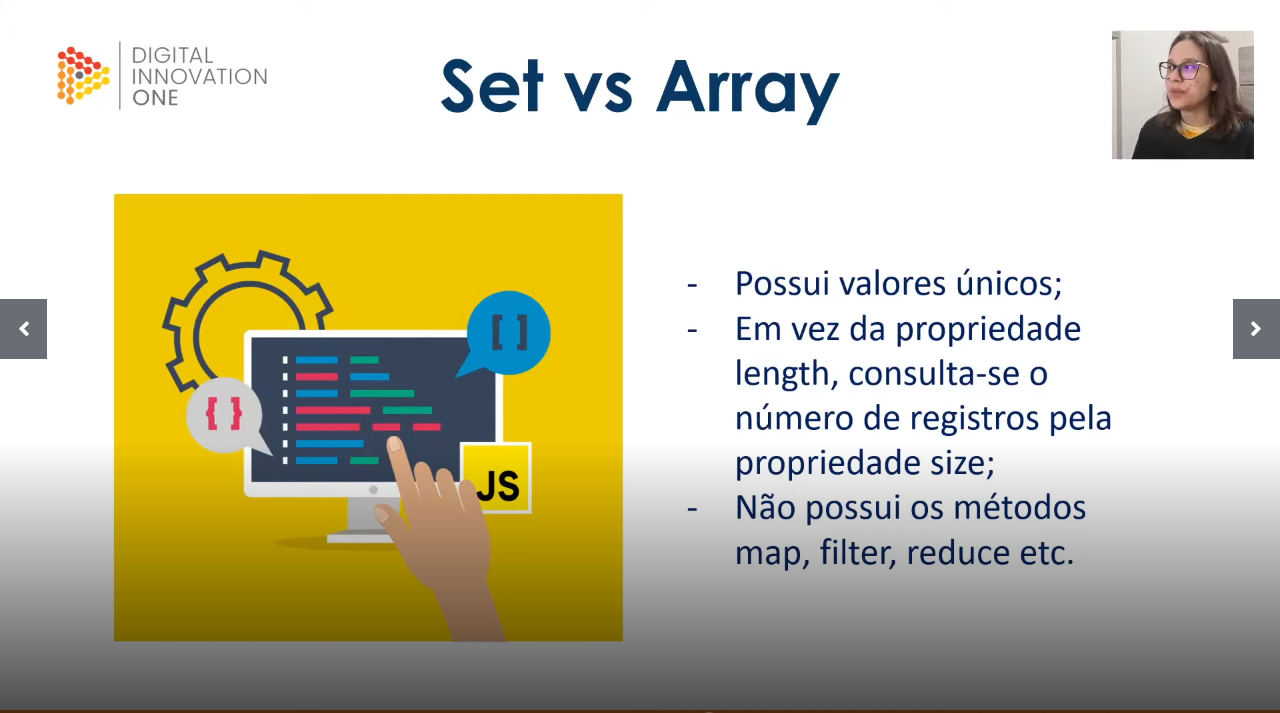 DIGITAL
INNOVATION
ONE
Set vs Array
[ ]
{ }
JS
- Possui valores únicos;
- Em vez da propriedade
length, consulta-se o
número de registros pela
propriedade size;
- Não possui os métodos
map, filter, reduce etc.